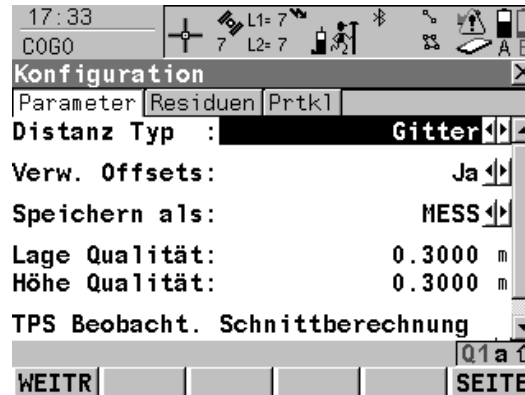 17:33
COGO
L1= 7
7 L2= 7
A
Konfiguration
Parameter Residuen Prtkl
Distanz Typ : Gitter
Verw. Offsets: Ja
Speichern als: MESS
Lage Qualität: 0.3000 m
Höhe Qualität: 0.3000 m
TPS Beobacht. Schnittberechnung
Q1 a
WEITR SEITE